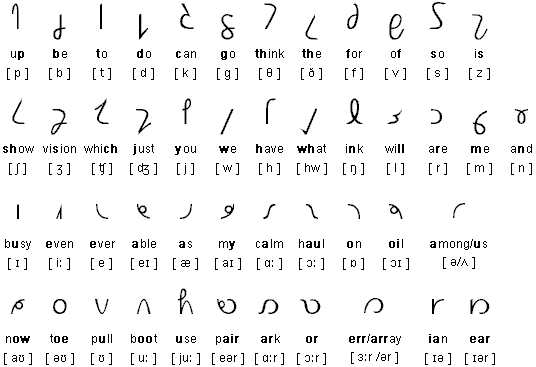 up be to do can go think the for of so is
[ p ] [ b ] [ t ] [ d ] [ k ] [ g ] [ θ ] [ ð ] [ f ] [ v ] [ s ] [ z ]
show vision which just you we have what ink will are me and
[ ʃ ] [ ʒ ] [ ʧ ] [ ʤ ] [ j ] [ w ] [ h ] [ hw ] [ ŋ ] [ l ] [ r ] [ m ] [ n ]
busy even ever able as my calm haul on oil among/us
[ ɪ ] [ iː ] [ e ] [ eɪ ] [ æ ] [ aɪ ] [ ɑː ] [ ɔː ] [ ɒ ] [ ɔɪ ] [ ə/ʌ ]
now toe pull boot use pair ark or err/array ian ear
[ aʊ ] [ əʊ ] [ ʊ ] [ uː ] [ juː ] [ eər ] [ ɑːr ] [ ɔːr ] [ ɜːr /ər ] [ ɪə ] [ ɪər ]